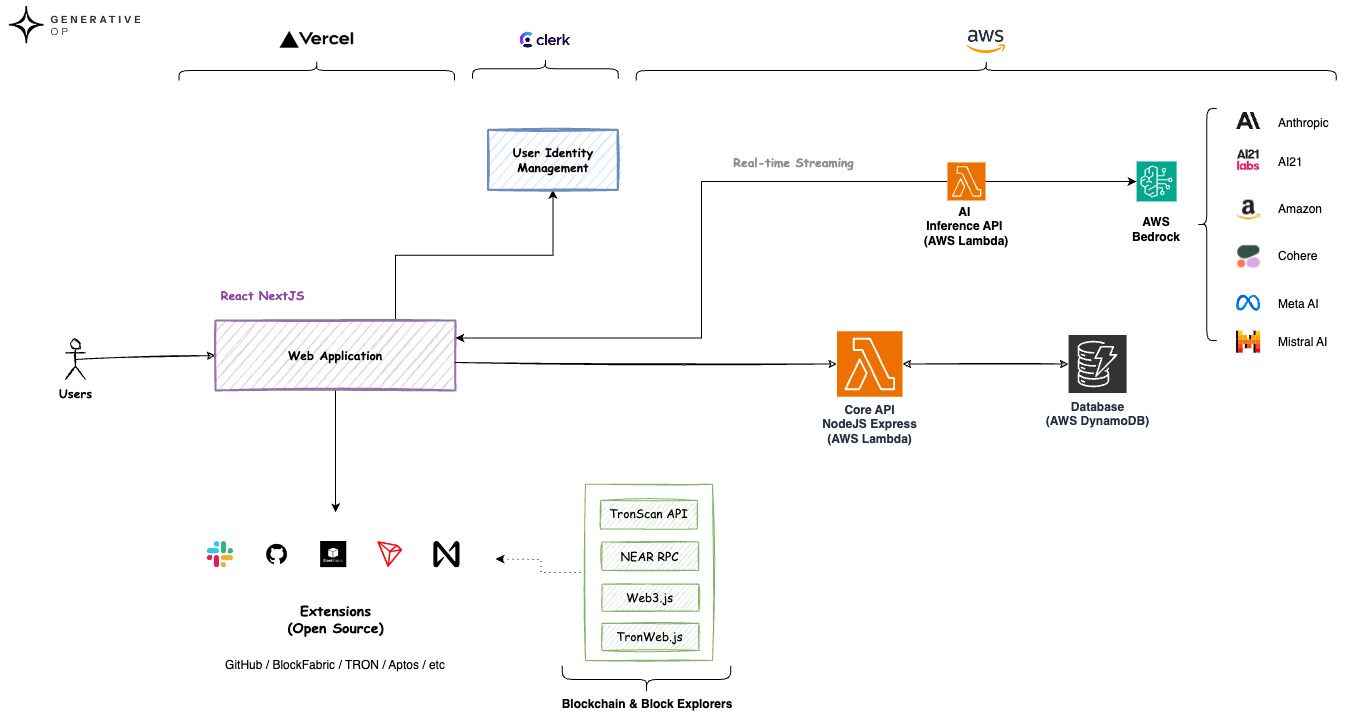 GENERATIVE
OP
Vercel
clerk
aws
User Identity
Management
Real-time Streaming
AI
Inference API
(AWS Lambda)
AWS
Bedrock
Anthropic
AI21
labs
AI21
a
Amazon
Cohere
Meta AI
Mistral AI
React NextJS
Web Application
Users
Core API
NodeJS Express
(AWS Lambda)
Database
(AWS DynamoDB)
Extensions
(Open Source)
GitHub / BlockFabric / TRON / Aptos / etc
TronScan API
NEAR RPC
Web3.js
TronWeb.js
Blockchain & Block Explorers